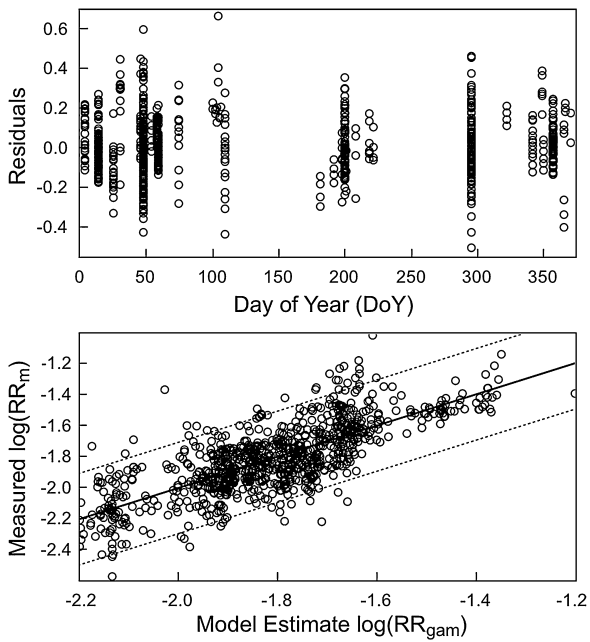 0.6
0.4
0.2
0.0
-0.2
-0.4
Residuals
0 50 100 150 200 250 300 350
Day of Year (DoY)
-1.2
-1.4
-1.6
-1.8
-2.0
-2.2
-2.4
Measured log(RRm)
-2.2 -2.0 -1.8 -1.6 -1.4 -1.2
Model Estimate log(RRgam)